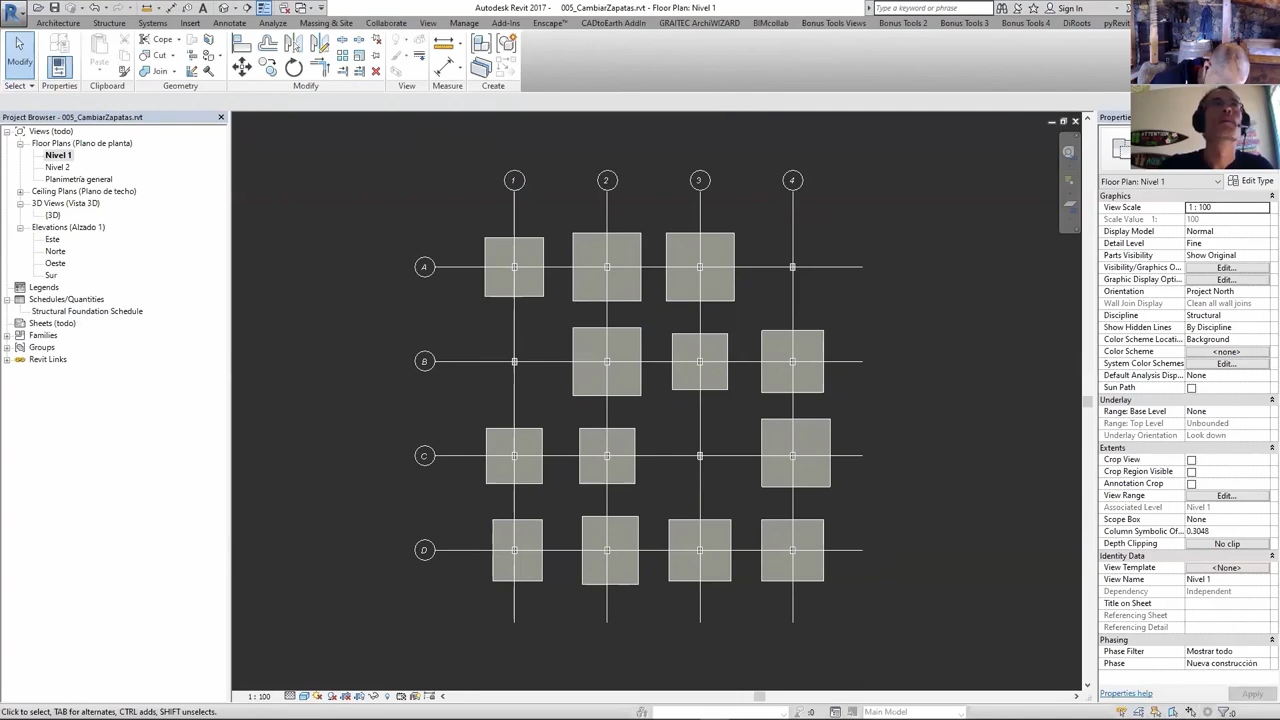 Autodesk Revit 2017 - 005_CambiarZapatas.rvt - Floor Plan: Nivel 1
Type a keyword or phrase
Sign In
Architecture Structure Systems Insert Annotate Analyze Massing & Site Collaborate View Manage Add-Ins Enscape™ CADtoEarth AddIn GRAITEC ArchiWIZARD BIMcollab Bonus Tools Bonus Tools 2 Bonus Tools 3 Bonus Tools 4 DiRoots pyRevit
Modify
Paste
Cope
Cut
Join
Select Properties Clipboard Geometry Modify View Measure Create
Project Browser - 005_CambiarZapatas.rvt
Views (todo)
Floor Plans (Plano de planta)
Nivel 1
Nivel 2
Planimetría general
Ceiling Plans (Plano de techo)
3D Views (Vista 3D)
{3D}
Elevations (Alzado 1)
Este
Norte
Oeste
Sur
Legends
Schedules/Quantities
Structural Foundation Schedule
Sheets (todo)
Families
Groups
Revit Links
1 2 3 4
A
B
C
D
ATTENTION
Properties
Floor Plan: Nivel 1
Edit Type
Graphics
View Scale 1 : 100
Scale Value 1: 100
Display Model Normal
Detail Level Fine
Parts Visibility Show Original
Visibility/Graphics O... Edit...
Graphic Display Opti... Edit...
Orientation Project North
Wall Join Display Clean all wall joins
Discipline Structural
Show Hidden Lines By Discipline
Color Scheme Locati... Background
Color Scheme <none>
System Color Schemes Edit...
Default Analysis Disp... None
Sun Path
Underlay
Range: Base Level None
Range: Top Level Unbounded
Underlay Orientation Look down
Extents
Crop View
Crop Region Visible
Annotation Crop
View Range Edit...
Associated Level Nivel 1
Scope Box None
Column Symbolic Of... 0.3048
Depth Clipping No clip
Identity Data
View Template <None>
View Name Nivel 1
Dependency Independent
Title on Sheet
Referencing Sheet
Referencing Detail
Phasing
Phase Filter Mostrar todo
Phase Nueva construcción
Properties help Apply
1 : 100
Click to select, TAB for alternates, CTRL adds, SHIFT unselects.
:0
Main Model
:0